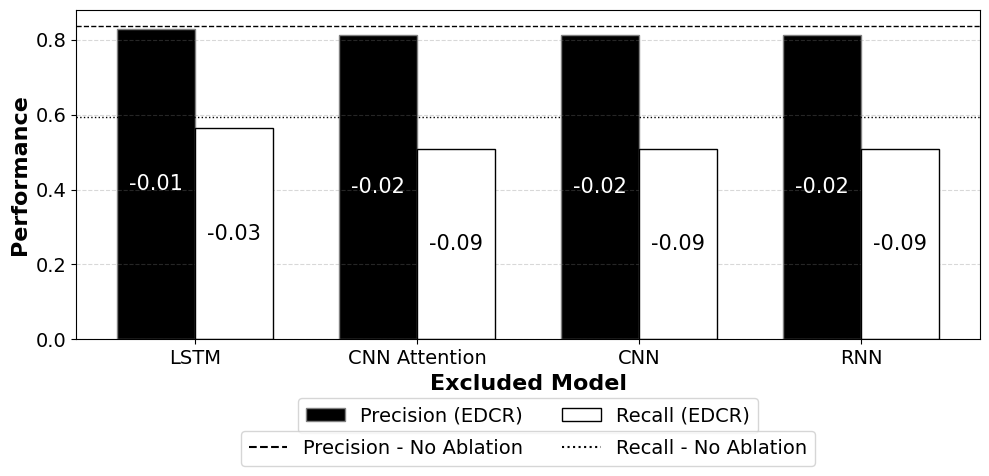 Performance
0.8
0.6
0.4
0.2
0.0
-0.01
-0.03
-0.02
-0.09
-0.02
-0.09
-0.02
-0.09
LSTM
CNN Attention
CNN
RNN
Excluded Model
Precision (EDCR)
Recall (EDCR)
Precision - No Ablation
Recall - No Ablation